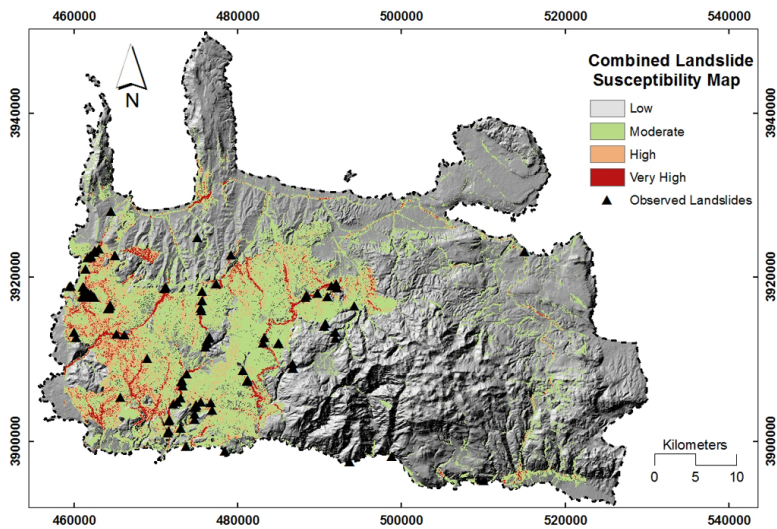 460000 480000 500000 520000 540000
Combined Landslide
Susceptibility Map
Low
Moderate
High
Very High
Observed Landslides
N
3940000 3940000
3920000 3920000
3900000 3900000
Kilometers
0 5 10
460000 480000 500000 520000 540000